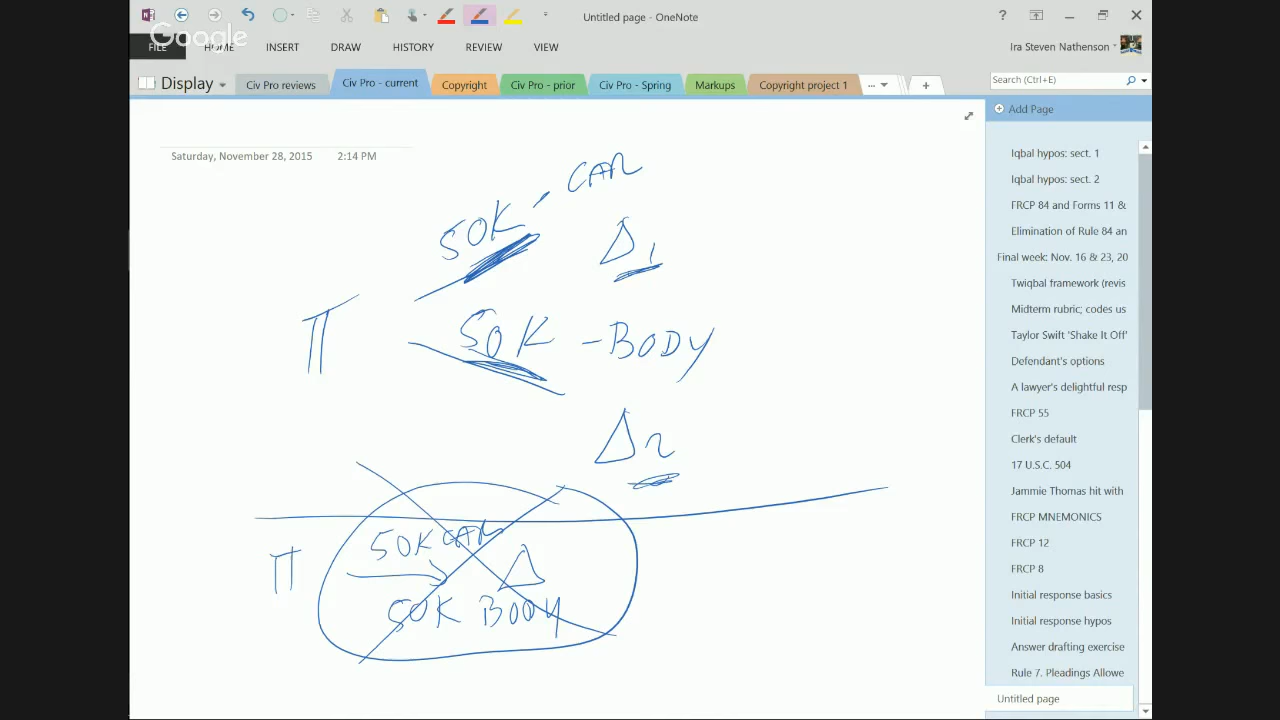 Untitled page - OneNote
Google
FILE HOME INSERT DRAW HISTORY REVIEW VIEW
Ira Steven Nathenson
Display Civ Pro reviews Civ Pro - current Copyright Civ Pro - prior Civ Pro - Spring Markups Copyright project 1 ...
Search (Ctrl+E)
Add Page
Saturday, November 28, 2015 2:14 PM
50K - CAR
Δ1
π
50K - BODY
Δ2
π
50K CAR
Δ
50K BODY
Iqbal hypos: sect. 1
Iqbal hypos: sect. 2
FRCP 84 and Forms 11 &
Elimination of Rule 84 an
Final week: Nov. 16 & 23, 20
Twiqbal framework (revis
Midterm rubric; codes us
Taylor Swift 'Shake It Off'
Defendant's options
A lawyer's delightful resp
FRCP 55
Clerk's default
17 U.S.C. 504
Jammie Thomas hit with
FRCP MNEMONICS
FRCP 12
FRCP 8
Initial response basics
Initial response hypos
Answer drafting exercise
Rule 7. Pleadings Allowe
Untitled page